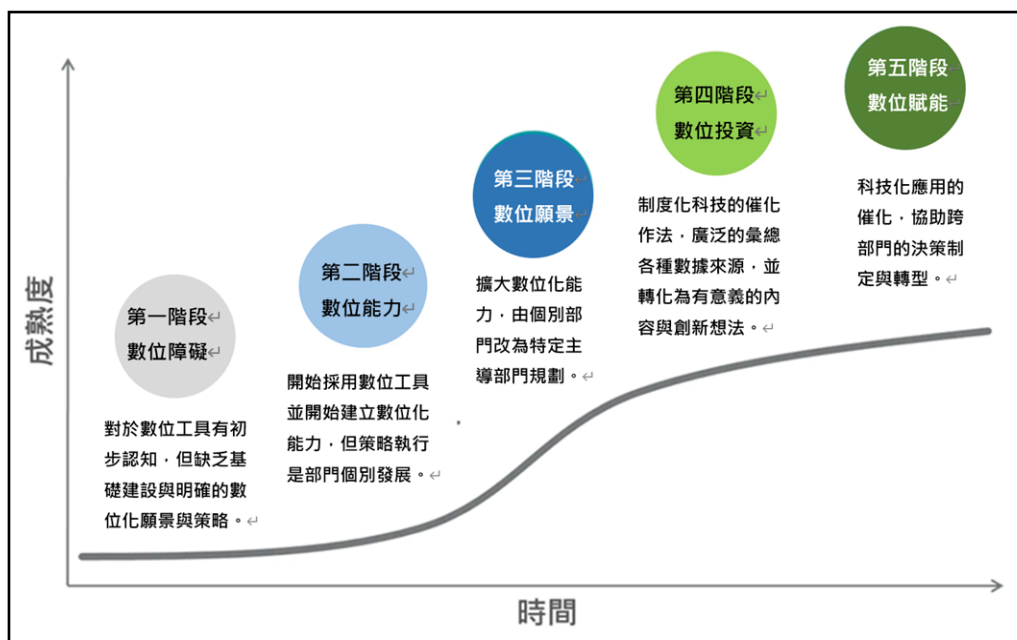 成熟度
第一階段
數位障礙
對於數位工具有初
步認知，但缺乏基
礎建設與明確的數
位化願景與策略。
第二階段
數位能力
開始採用數位工具
並開始建立數位化
能力，但策略執行
是部門個別發展。
第三階段
數位願景
擴大數位化能
力，由個別部
門改為特定主
導部門規劃。
第四階段
數位投資
制度化科技的催化
作法，廣泛的彙總
各種數據來源，並
轉化為有意義的內
容與創新想法。
第五階段
數位賦能
科技化應用的
催化，協助跨
部門的決策制
定與轉型。
時間